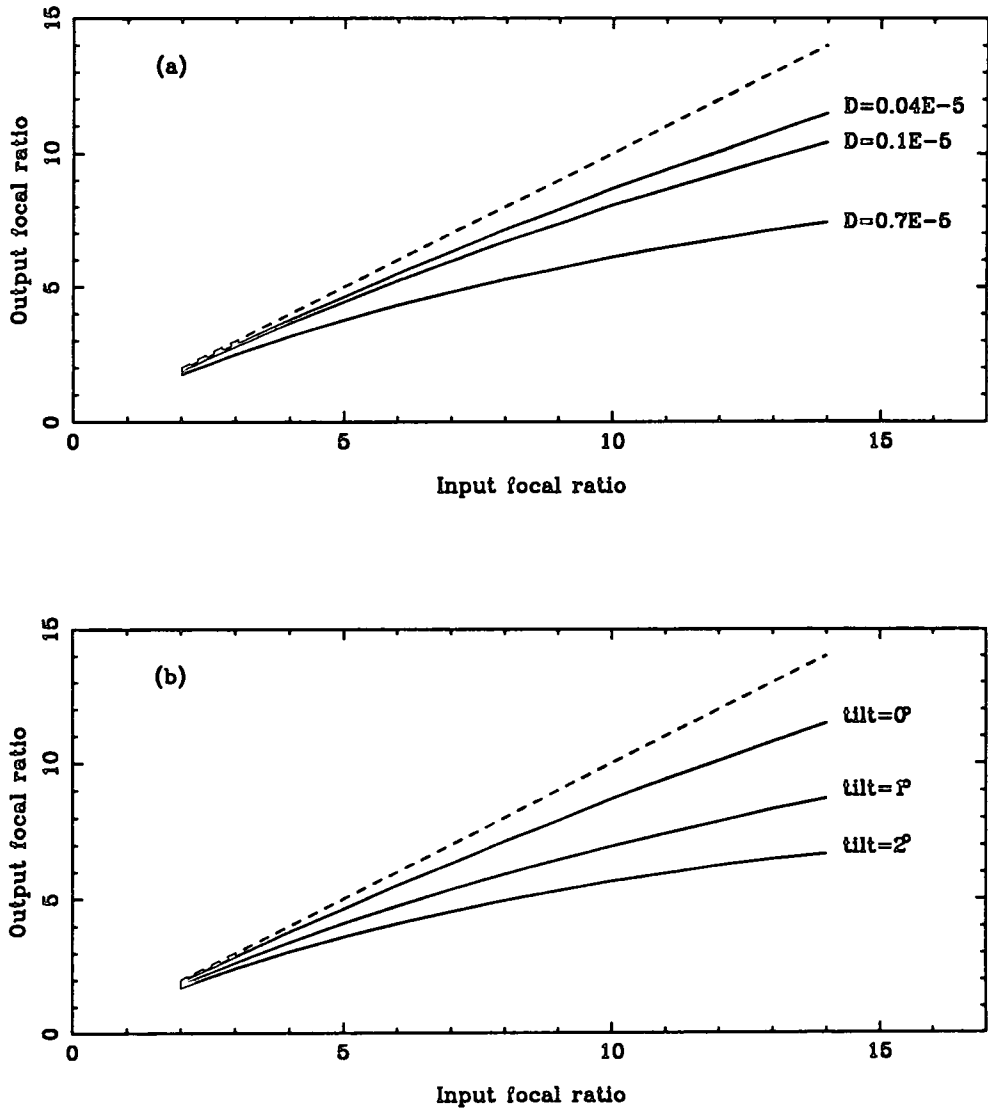 (a)
15
10
5
0
Output focal ratio
D=0.04E-5
D=0.1E-5
D=0.7E-5
0 5 10 15
Input focal ratio
(b)
15
10
5
0
Output focal ratio
tilt=0°
tilt=1°
tilt=2°
0 5 10 15
Input focal ratio